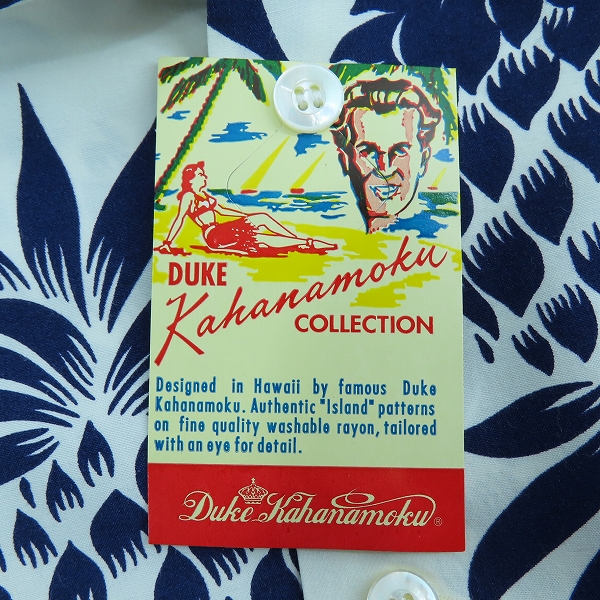 DUKE
Kahanamoku
COLLECTION
Designed in Hawaii by famous Duke
Kahanamoku. Authentic "Island" patterns
on fine quality washable rayon, tailored
with an eye for detail.
Duke Kahanamoku®